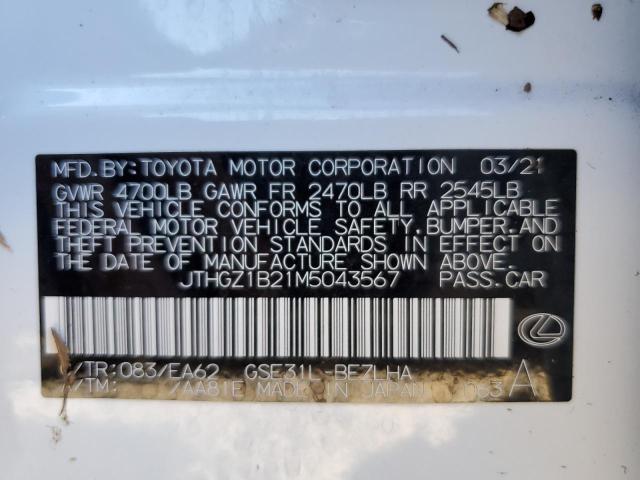 MFD.BY:TOYOTA MOTOR CORPORATION 03/21
GVWR 4700LB GAWR FR 2470LB RR 2545LB
THIS VEHICLE CONFORMS TO ALL APPLICABLE
FEDERAL MOTOR VEHICLE SAFETY,BUMPER,AND
THEFT PREVENTION STANDARDS IN EFFECT ON
THE DATE OF MANUFACTURE SHOWN ABOVE.
JTHGZ1B21M5043567 PASS.CAR
/TR:083/EA62 GSE31L-BEZLHA
/TM: /AA81E MADE IN JAPAN A